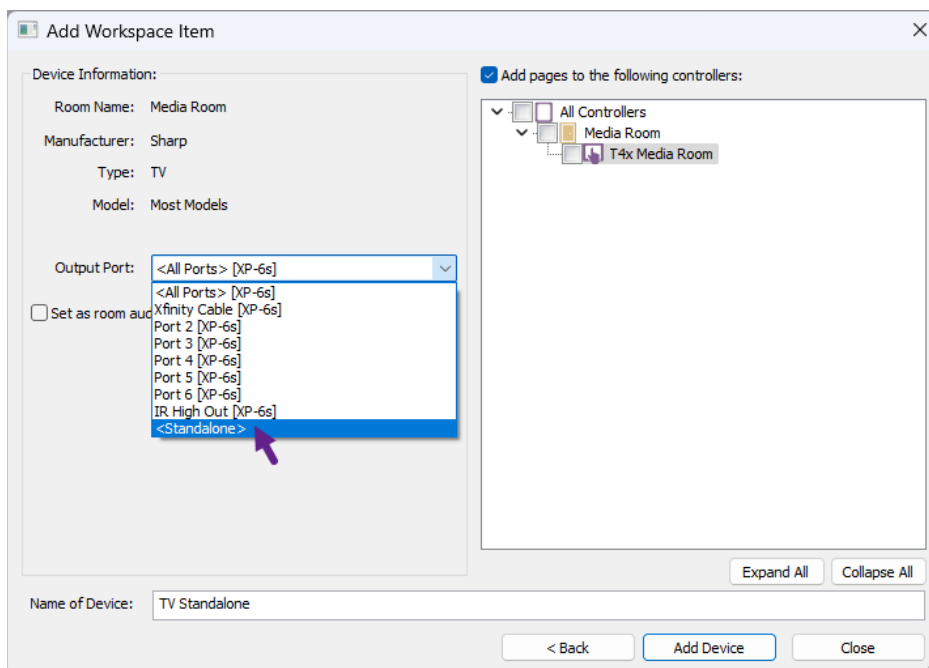 Add Workspace Item
Device Information:
Room Name: Media Room
Manufacturer: Sharp
Type: TV
Model: Most Models
Output Port: <All Ports> [XP-6s]
<All Ports> [XP-6s]
Xfinity Cable [XP-6s]
Port 2 [XP-6s]
Port 3 [XP-6s]
Port 4 [XP-6s]
Port 5 [XP-6s]
Port 6 [XP-6s]
IR High Out [XP-6s]
<Standalone>
Set as room
Add pages to the following controllers:
All Controllers
Media Room
T4x Media Room
Expand All Collapse All
Name of Device: TV Standalone
< Back Add Device Close